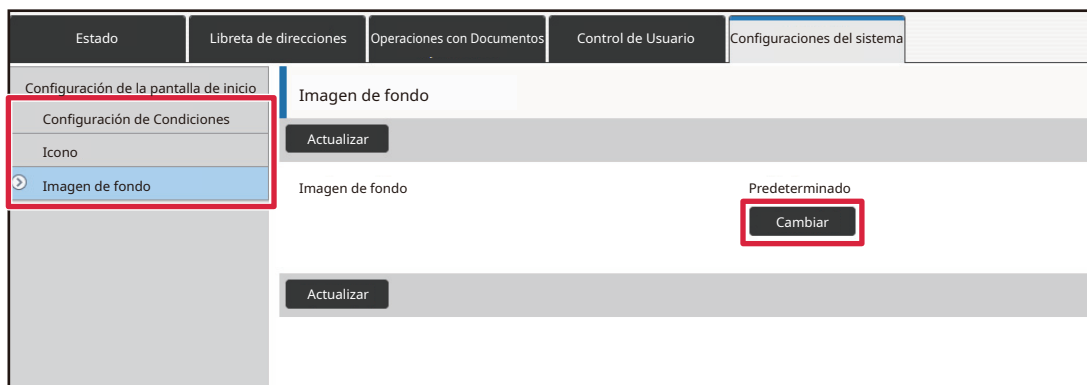 Estado
Libreta de direcciones
Operaciones con Documentos
Control de Usuario
Configuraciones del sistema
Configuración de la pantalla de inicio
Configuración de Condiciones
Icono
Imagen de fondo
Imagen de fondo
Actualizar
Imagen de fondo
Predeterminado
Cambiar
Actualizar